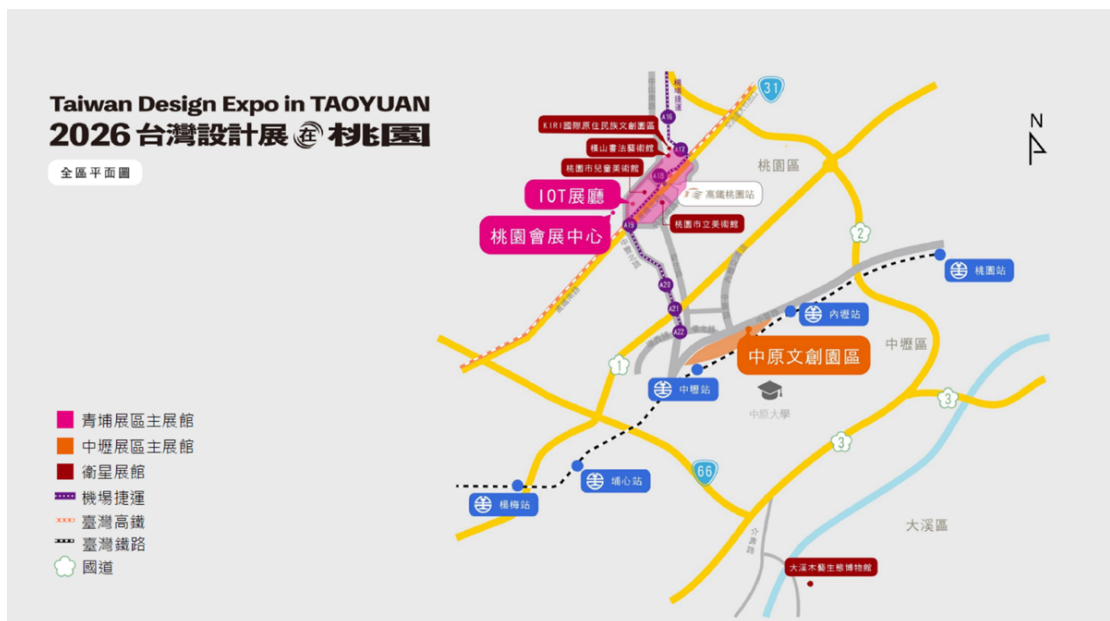 Taiwan Design Expo in TAOYUAN
2026 台灣設計展 在 桃園
全區平面圖
N
31
機場捷運
A16
KIRI國際原住民族文創園區
A17
橫山書法藝術館
桃園市兒童美術館
A18
桃園區
IOT展廳
高鐵桃園站
桃園會展中心
A19
桃園市立美術館
2
桃園站
A20
A21
內壢站
A22
中壢區
中原文創園區
1
中壢站
中原大學
3
3
66
埔心站
楊梅站
大溪區
介壽路
大溪木藝生態博物館
青埔展區主展館
中壢展區主展館
衛星展館
機場捷運
臺灣高鐵
臺灣鐵路
國道